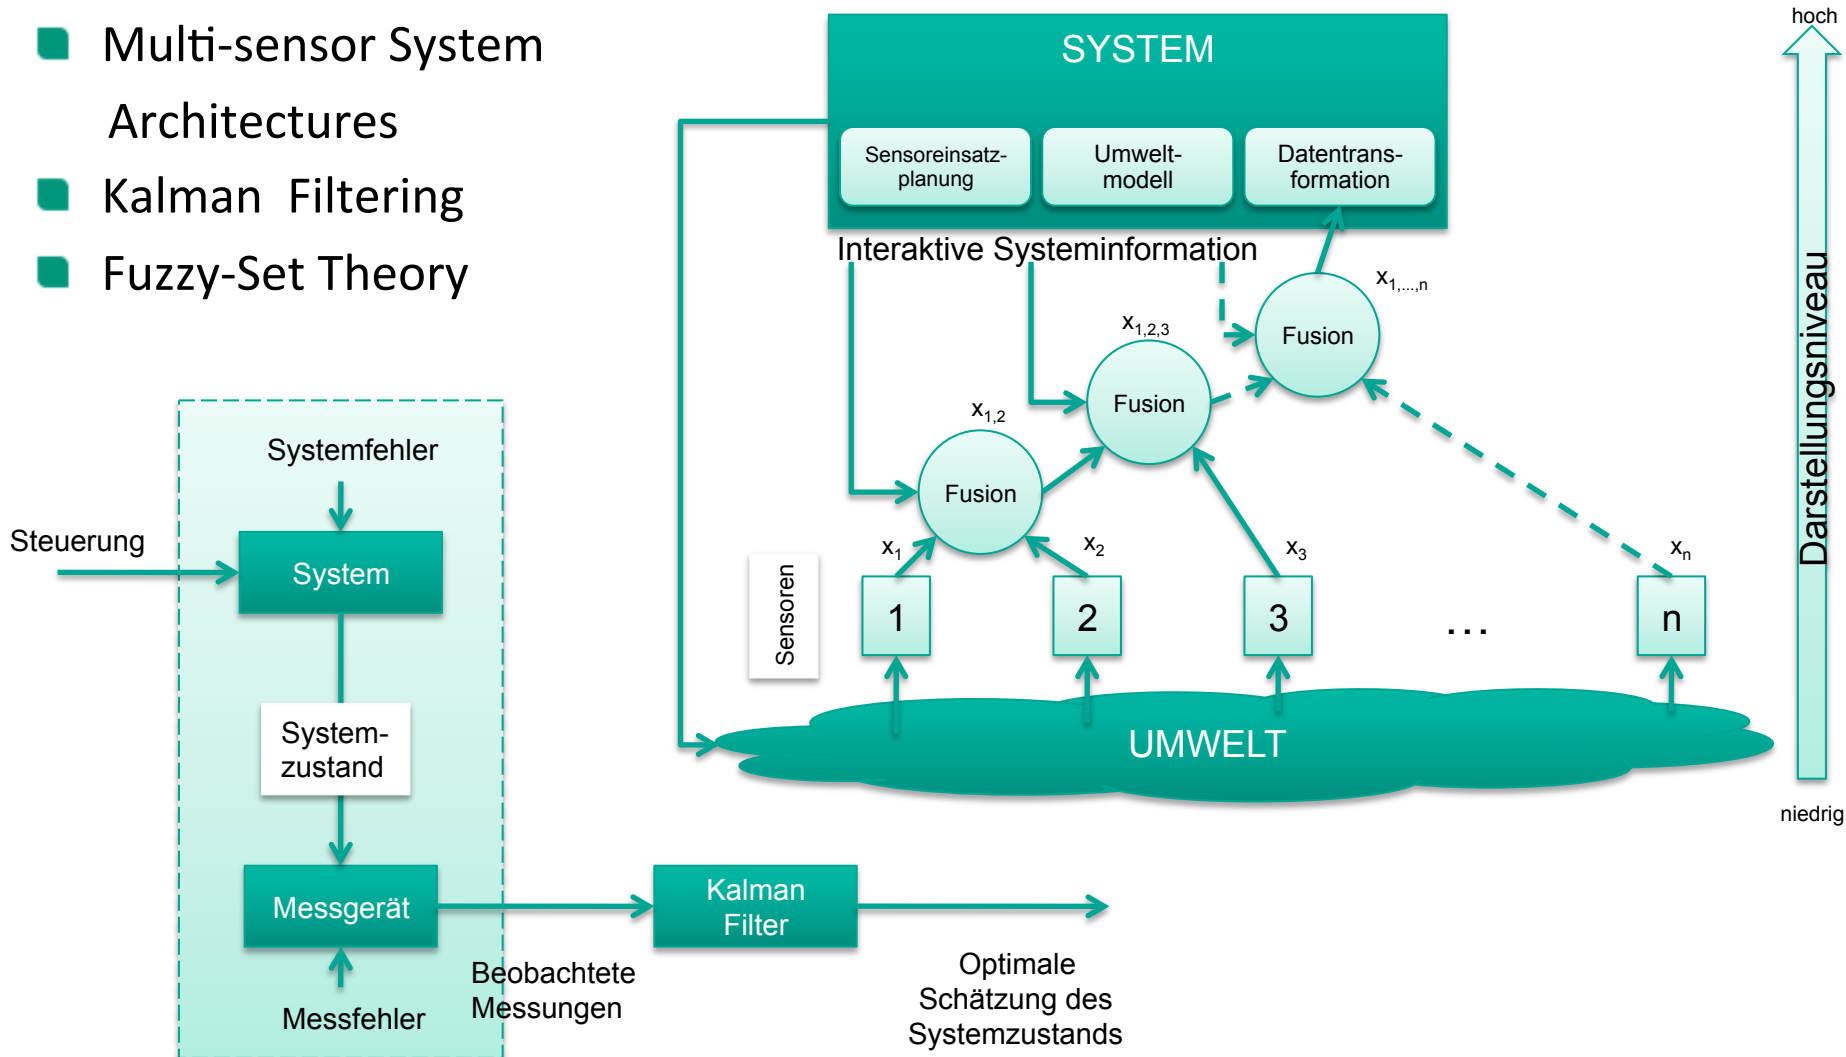 Multi-sensor System
Architectures
Kalman Filtering
Fuzzy-Set Theory
SYSTEM
Sensoreinsatz-
planung
Umwelt-
modell
Datentrans-
formation
Interaktive Systeminformation
x1,...,n
Fusion
x1,2,3
Fusion
x1,2
Fusion
x1
x2
x3
xn
Sensoren
1
2
3
...
n
UMWELT
hoch
Darstellungsniveau
niedrig
Systemfehler
Steuerung
System
System-
zustand
Messgerät
Messfehler
Beobachtete
Messungen
Kalman
Filter
Optimale
Schätzung des
Systemzustands